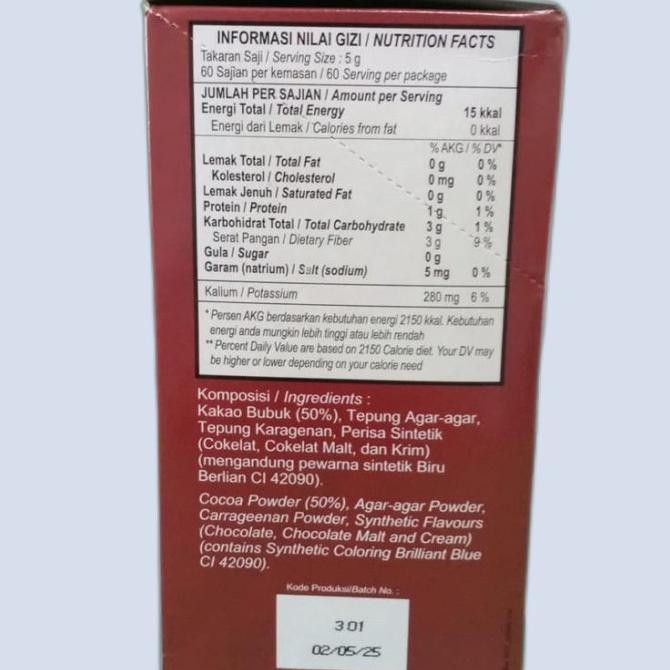 INFORMASI NILAI GIZI / NUTRITION FACTS
Takaran Saji / Serving Size : 5 g
60 Sajian per kemasan / 60 Serving per package
JUMLAH PER SAJIAN / Amount per Serving
Energi Total / Total Energy 15 kkal
Energi dari Lemak / Calories from fat 0 kkal
% AKG / % DV*
Lemak Total / Total Fat 0 g 0 %
Kolesterol / Cholesterol 0 mg 0 %
Lemak Jenuh / Saturated Fat 0 g 0 %
Protein / Protein 1 g 1 %
Karbohidrat Total / Total Carbohydrate 3 g 1 %
Serat Pangan / Dietary Fiber 3 g 9 %
Gula / Sugar 0 g
Garam (natrium) / Salt (sodium) 5 mg 0 %
Kalium / Potassium 280 mg 6 %
* Persen AKG berdasarkan kebutuhan energi 2150 kkal. Kebutuhan
energi anda mungkin lebih tinggi atau lebih rendah
** Percent Daily Value are based on 2150 Calorie diet. Your DV may
be higher or lower depending on your calorie need
Komposisi / Ingredients :
Kakao Bubuk (50%), Tepung Agar-agar,
Tepung Karagenan, Perisa Sintetik
(Cokelat, Cokelat Malt, dan Krim)
(mengandung pewarna sintetik Biru
Berlian CI 42090).
Cocoa Powder (50%), Agar-agar Powder,
Carrageenan Powder, Synthetic Flavours
(Chocolate, Chocolate Malt and Cream)
(contains Synthetic Coloring Brilliant Blue
CI 42090).
Kode Produksi/Batch No. :
3 01
02/05/25